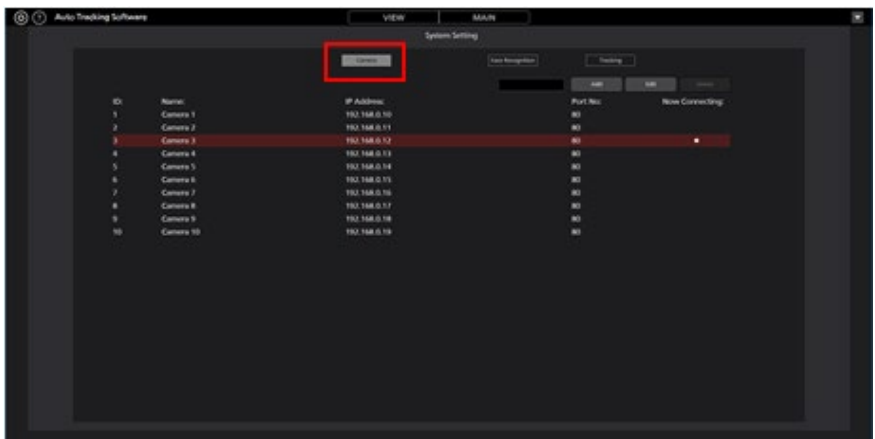 Auto Tracking Software VIEW MAIN
System Setting
Camera Face Recognition Tracking
Add Edit Delete
ID: Name: IP Address: Port No: Now Connecting:
1 Camera 1 192.168.0.10 80
2 Camera 2 192.168.0.11 80
3 Camera 3 192.168.0.12 80
4 Camera 4 192.168.0.13 80
5 Camera 5 192.168.0.14 80
6 Camera 6 192.168.0.15 80
7 Camera 7 192.168.0.16 80
8 Camera 8 192.168.0.17 80
9 Camera 9 192.168.0.18 80
10 Camera 10 192.168.0.19 80